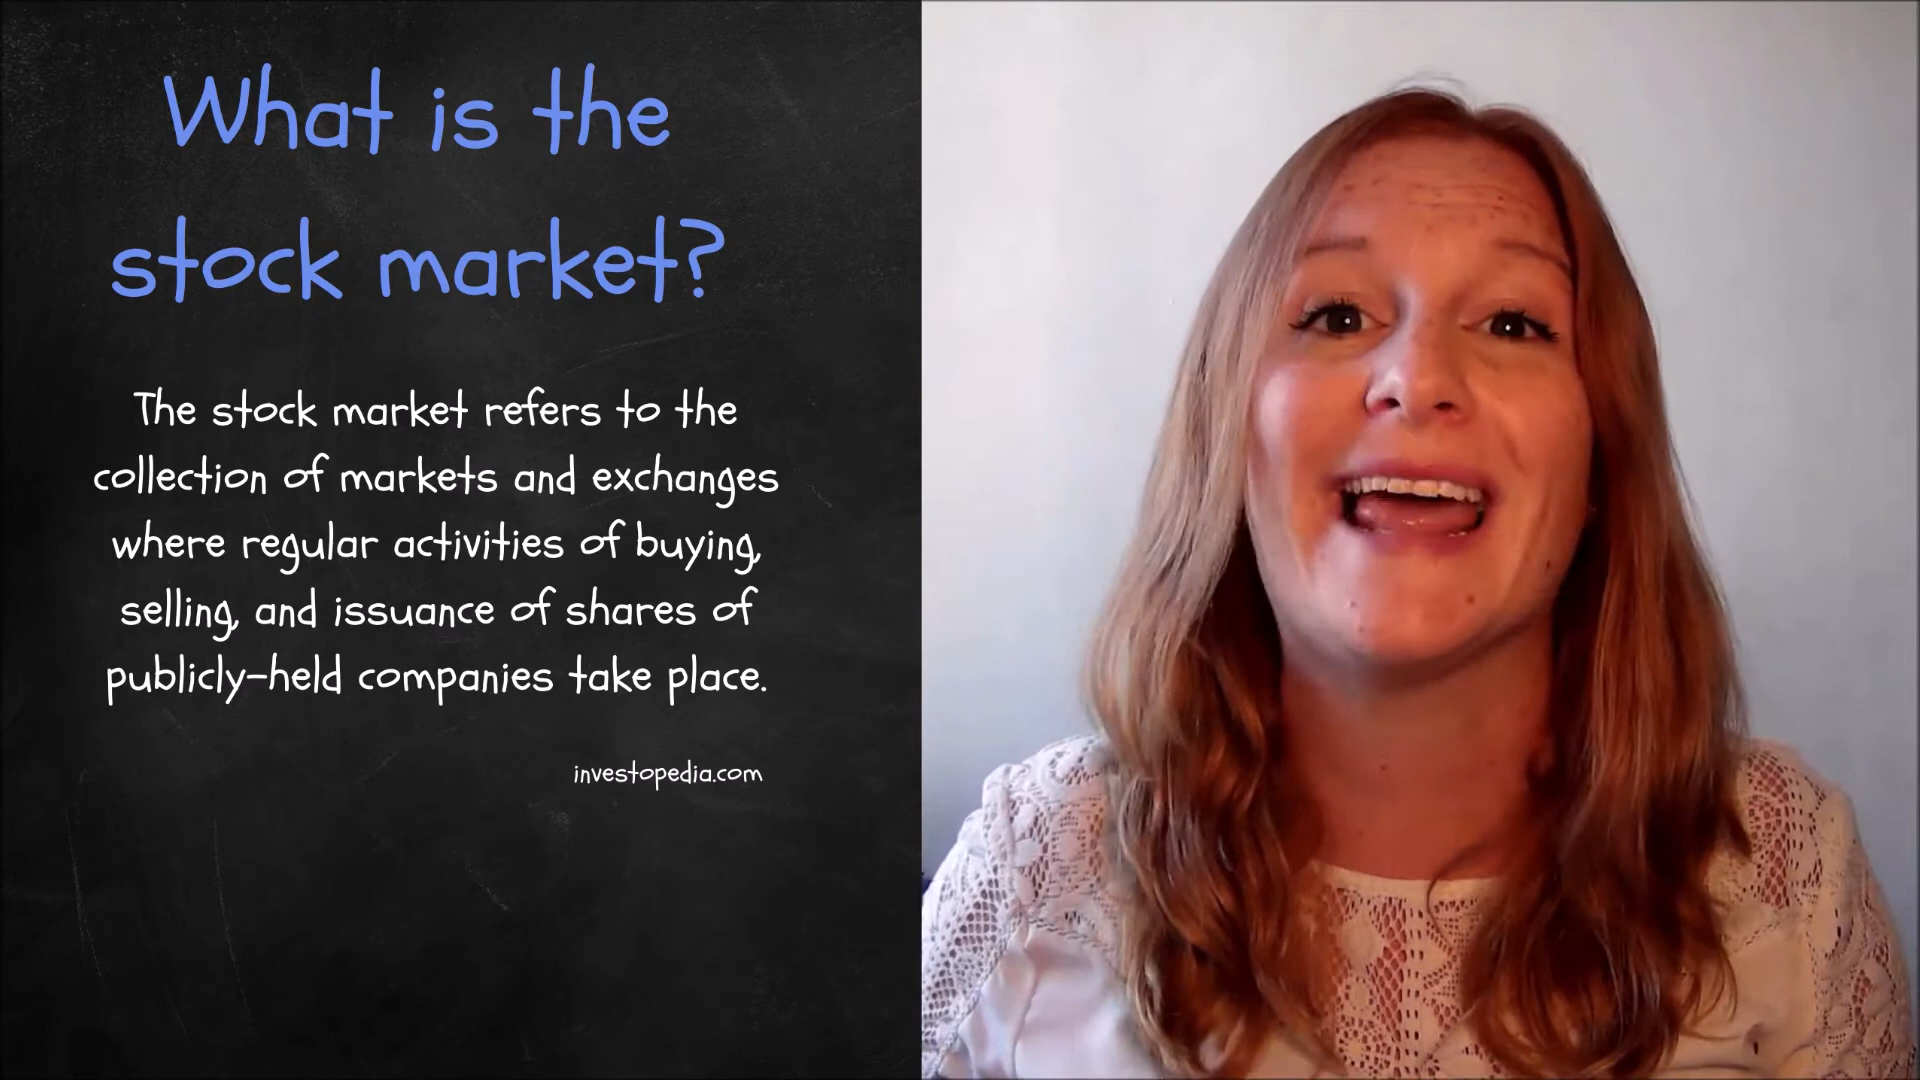 What is the
stock market?
The stock market refers to the
collection of markets and exchanges
where regular activities of buying,
selling, and issuance of shares of
publicly-held companies take place.
investopedia.com